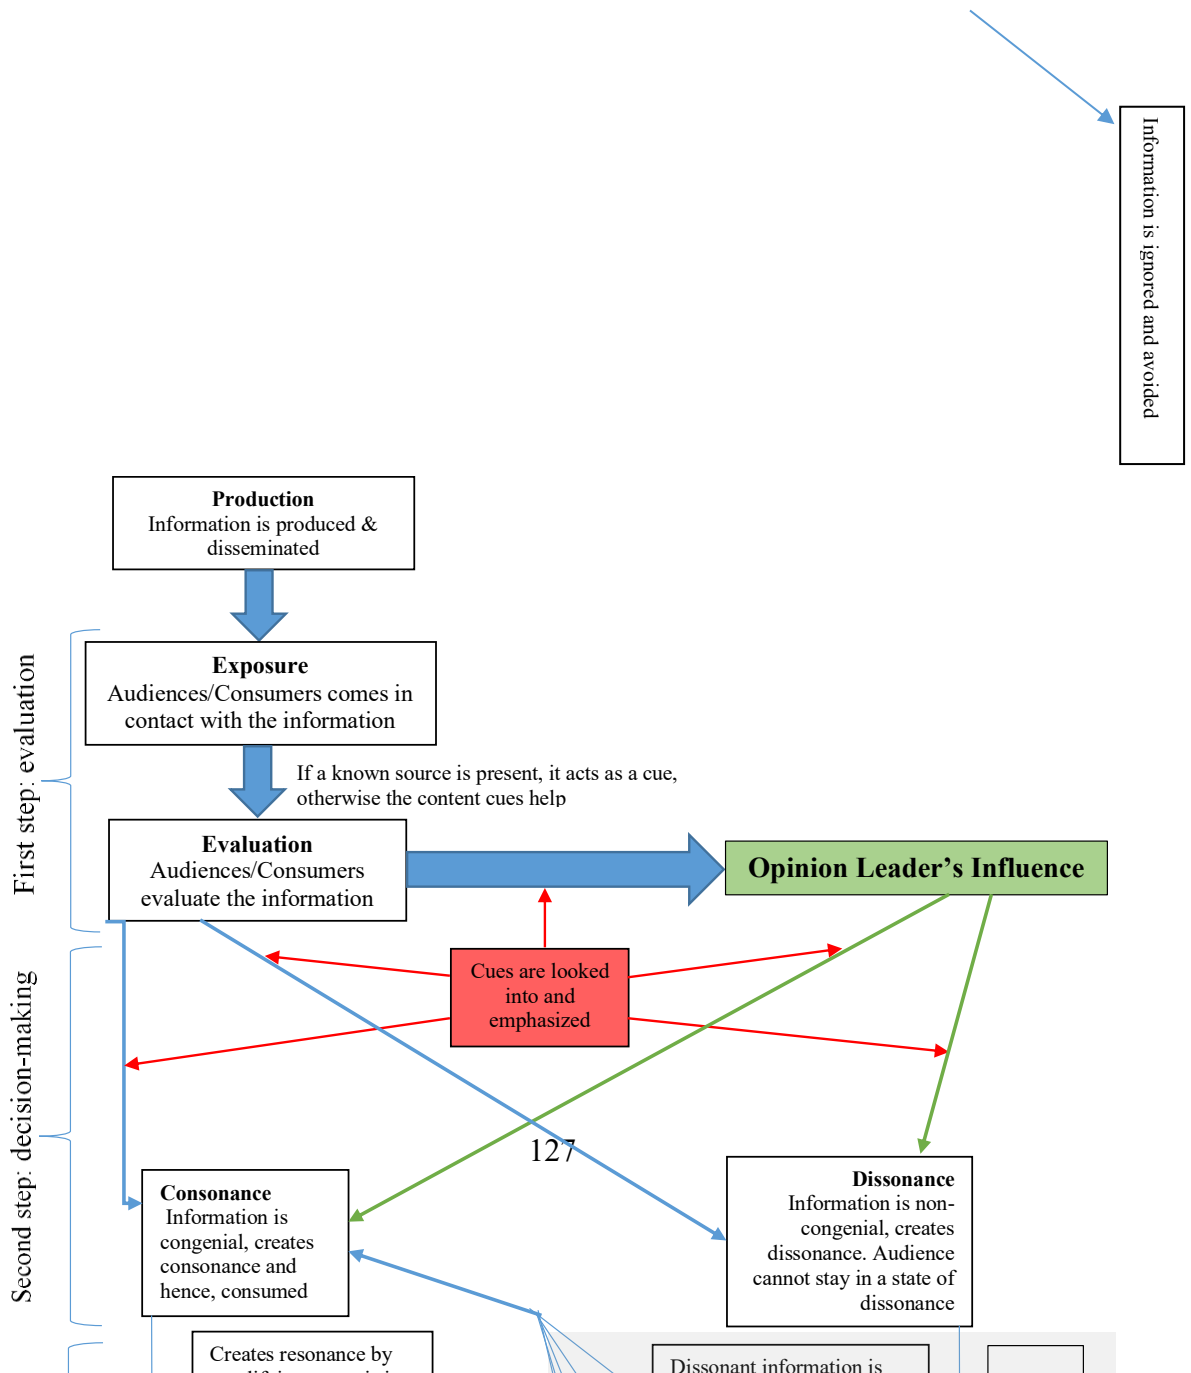 Information is ignored and avoided
Production
Information is produced &
disseminated
Exposure
Audiences/Consumers comes in
contact with the information
First step: evaluation
If a known source is present, it acts as a cue,
otherwise the content cues help
Evaluation
Audiences/Consumers
evaluate the information
Opinion Leader’s Influence
Cues are looked
into and
emphasized
Second step: decision-making
127
Consonance
Information is
congenial, creates
consonance and
hence, consumed
Dissonance
Information is non-
congenial, creates
dissonance. Audience
cannot stay in a state of
dissonance
Creates resonance by
Dissonant information is